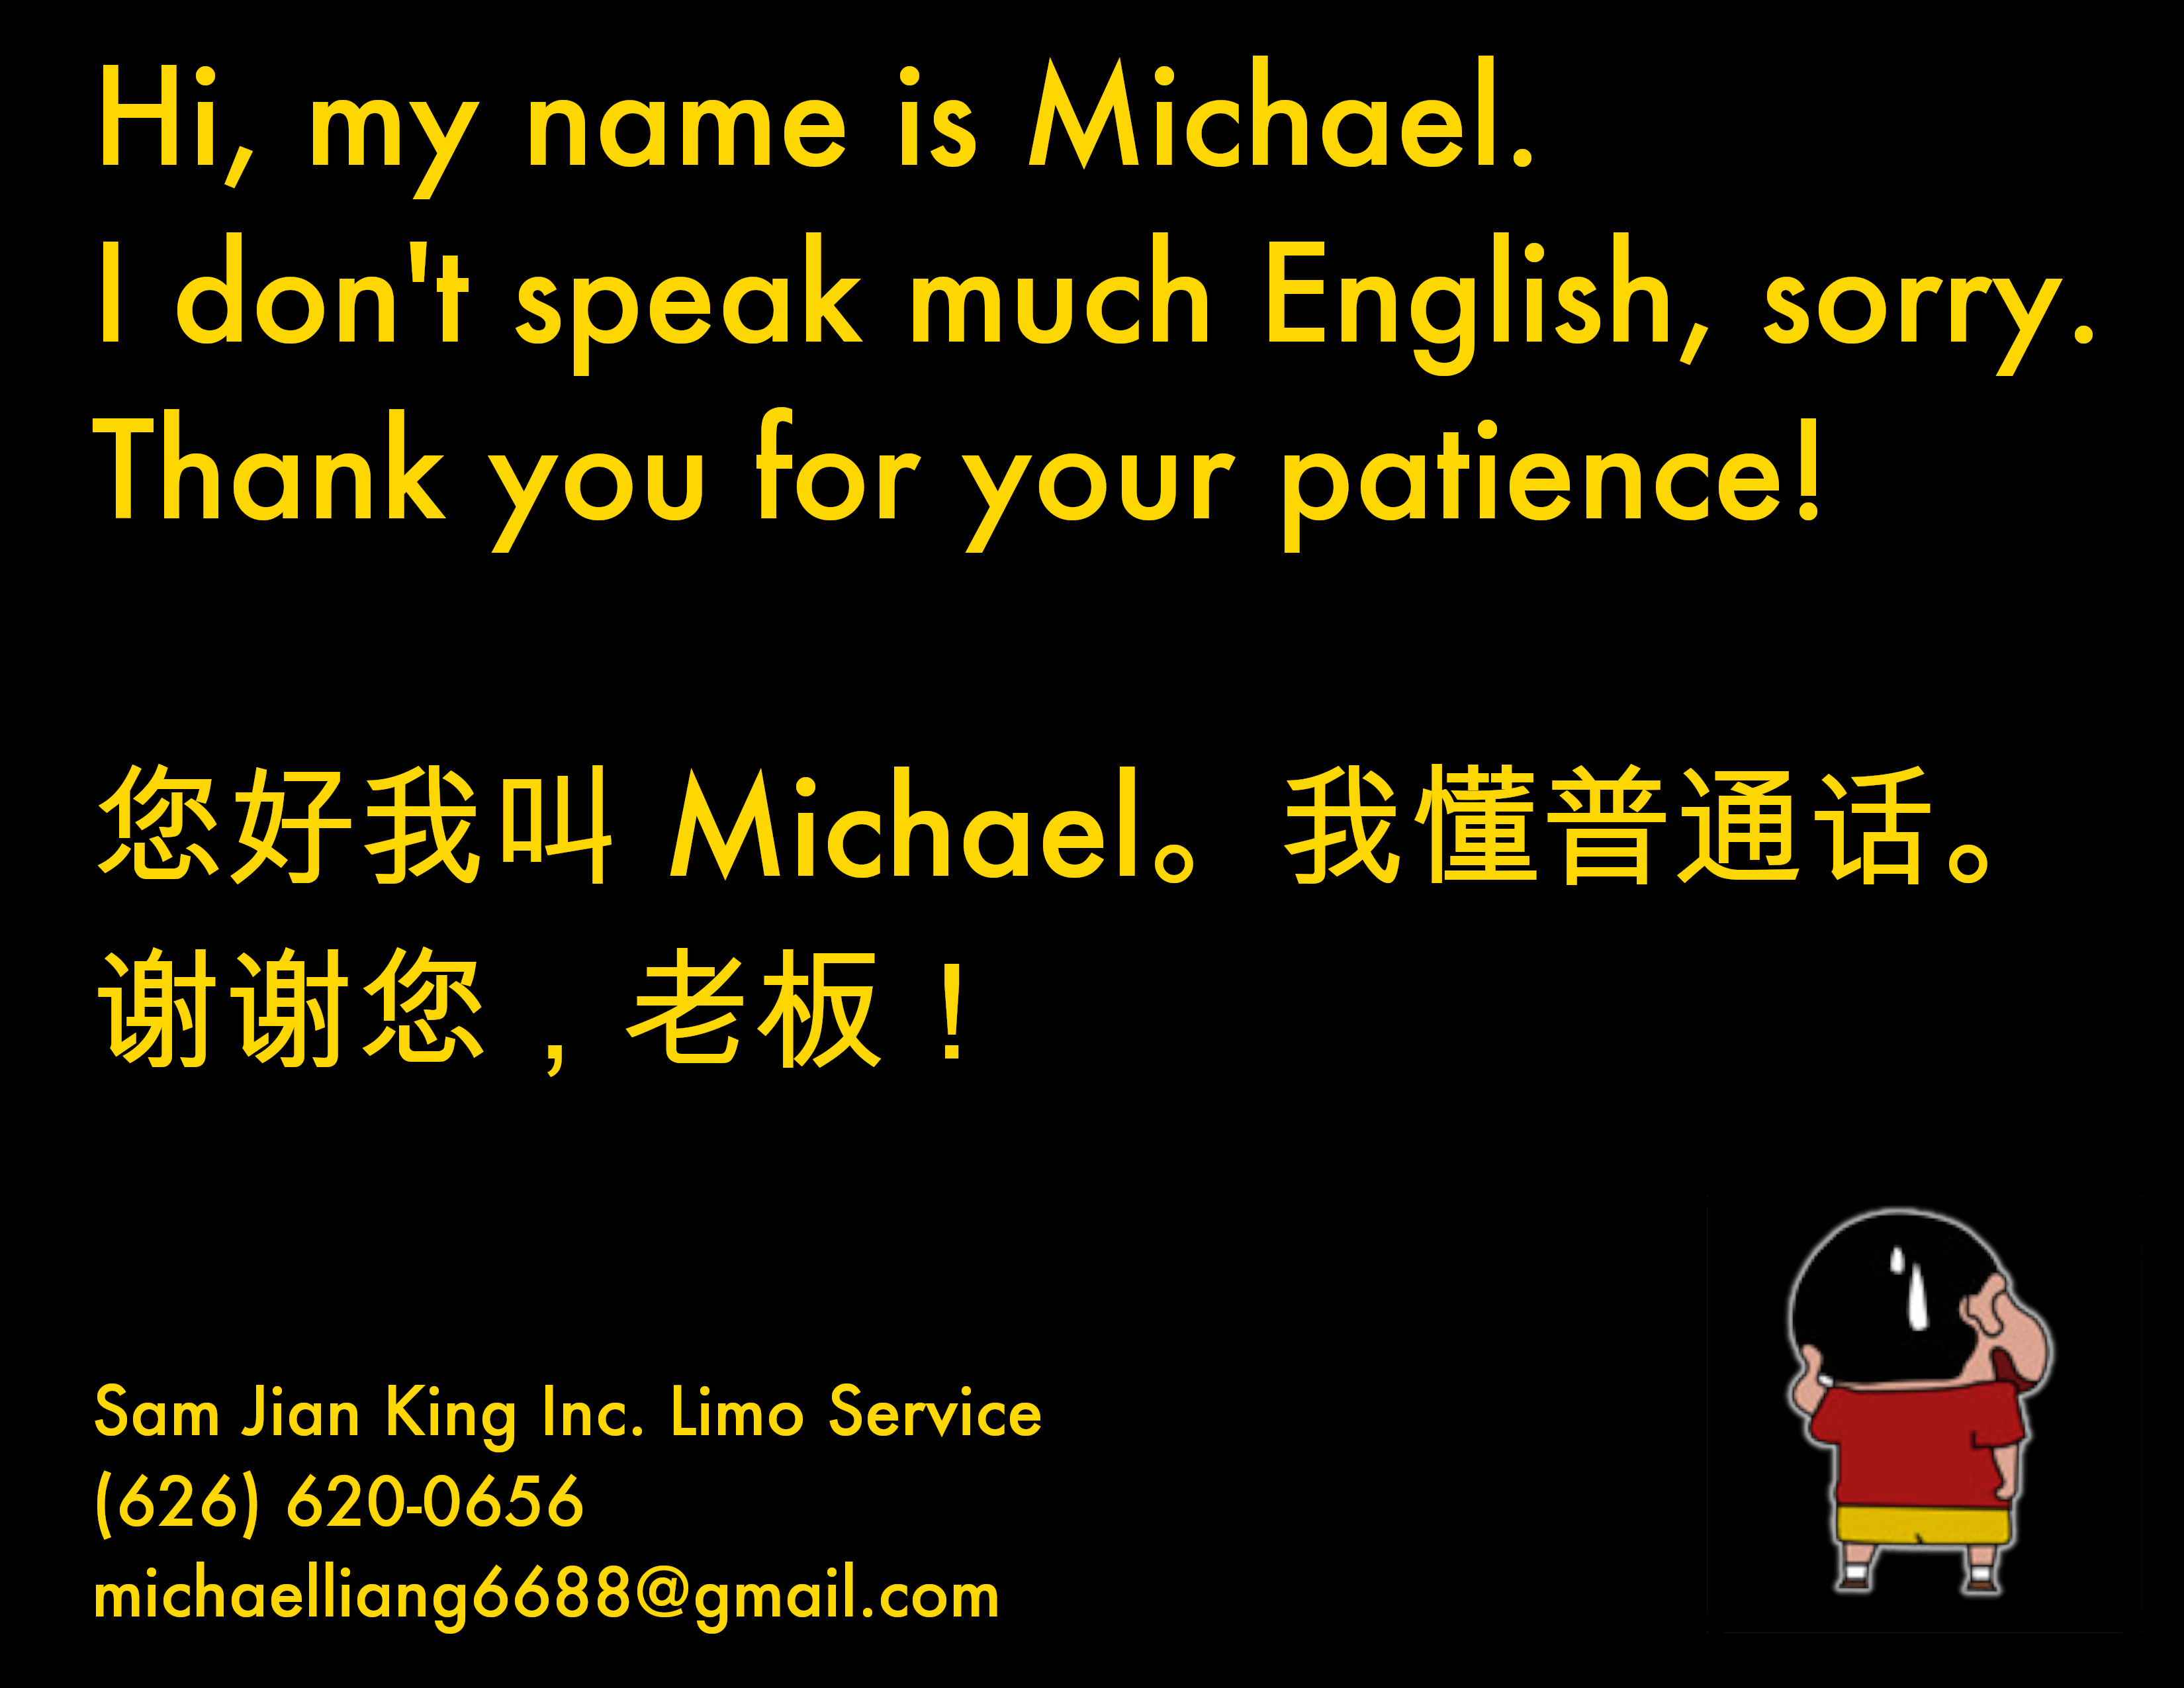 Hi, my name is Michael.
I don't speak much English, sorry.
Thank you for your patience!
您好我叫 Michael。我懂普通话。
谢谢您，老板！
Sam Jian King Inc. Limo Service
(626) 620-0656
michaelliang6688@gmail.com